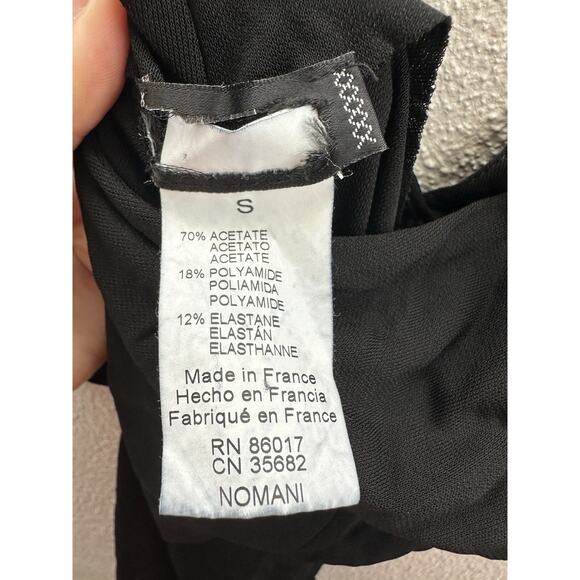 S
70% ACETATE
ACETATO
ACETATE
18% POLYAMIDE
POLIAMIDA
POLYAMIDE
12% ELASTANE
ELASTÁN
ELASTHANNE
Made in France
Hecho en Francia
Fabriqué en France
RN 86017
CN 35682
NOMANI